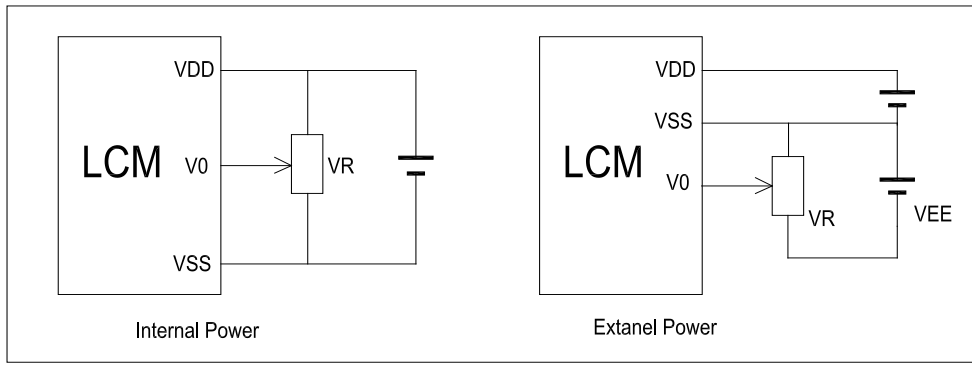 VDD
LCM
V0
VR
VSS
Internal Power
VDD
VSS
LCM
V0
VR
VEE
Extanel Power